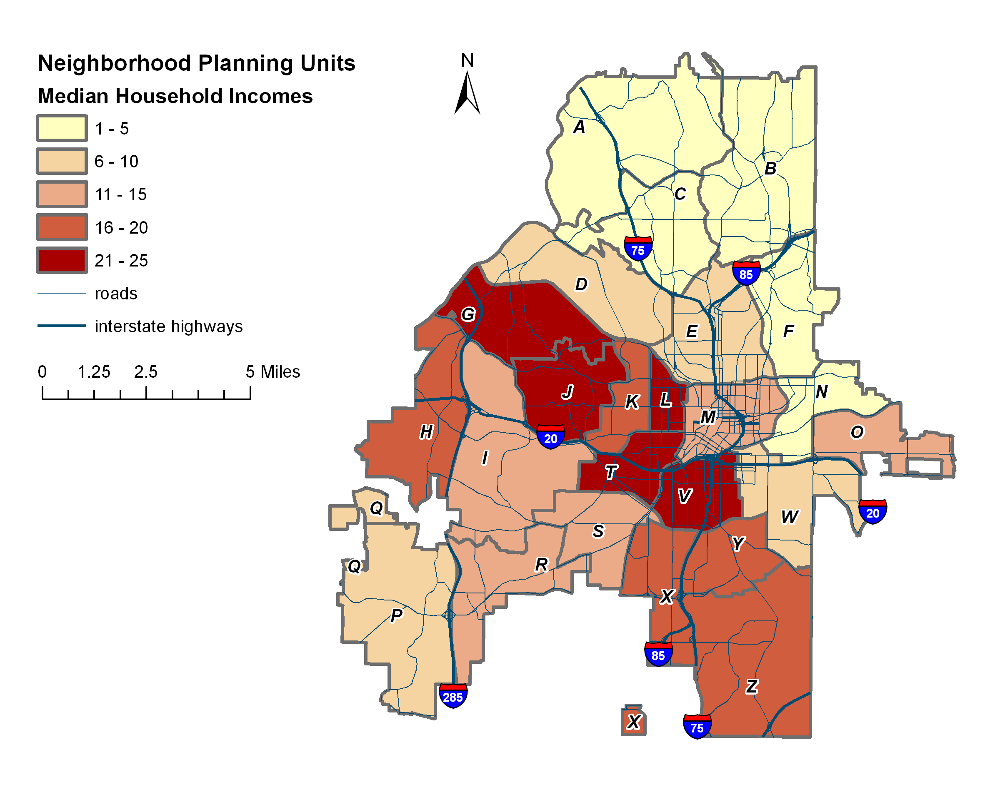 Neighborhood Planning Units
Median Household Incomes
1 - 5
6 - 10
11 - 15
16 - 20
21 - 25
roads
interstate highways
0 1.25 2.5 5 Miles
N
A
B
C
75
85
D
G
E
F
J
K
L
M
N
H
20
O
I
T
V
Q
W
20
S
Y
Q
R
X
P
85
Z
285
X
75